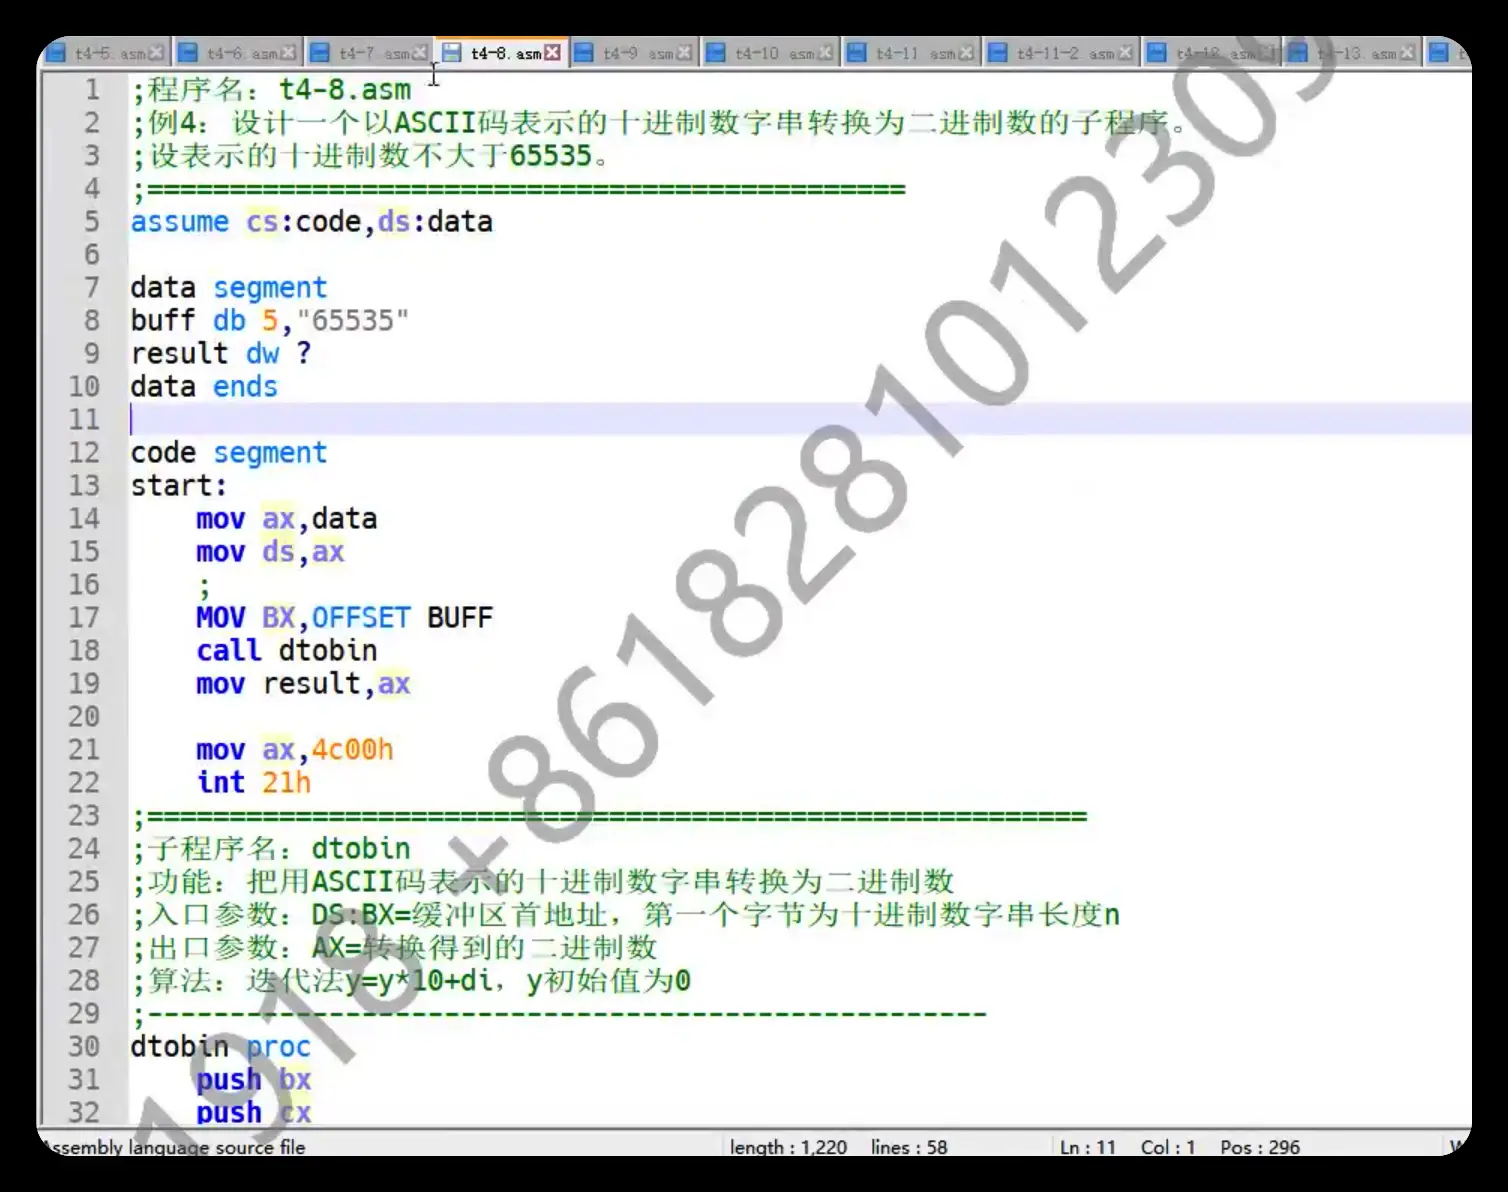 t4-5.asm t4-6.asm t4-7.asm t4-8.asm t4-9.asm t4-10.asm t4-11.asm t4-11-2.asm t4-12.asm t4-13.asm
1 ;程序名：t4-8.asm
2 ;例4：设计一个以ASCII码表示的十进制数字串转换为二进制数的子程序。
3 ;设表示的十进制数不大于65535。
4 ;==============================================
5 assume cs:code,ds:data
6
7 data segment
8 buff db 5,"65535"
9 result dw ?
10 data ends
11
12 code segment
13 start:
14 mov ax,data
15 mov ds,ax
16 ;
17 MOV BX,OFFSET BUFF
18 call dtobin
19 mov result,ax
20
21 mov ax,4c00h
22 int 21h
23 ;=========================================================
24 ;子程序名：dtobin
25 ;功能：把用ASCII码表示的十进制数字串转换为二进制数
26 ;入口参数：DS:BX=缓冲区首地址，第一个字节为十进制数字串长度n
27 ;出口参数：AX=转换得到的二进制数
28 ;算法：迭代法y=y*10+di，y初始值为0
29 ;---------------------------------------------------
30 dtobin proc
31 push bx
32 push cx
1918 +8618281012309
ssembly language source file length : 1,220 lines : 58 Ln : 11 Col : 1 Pos : 296